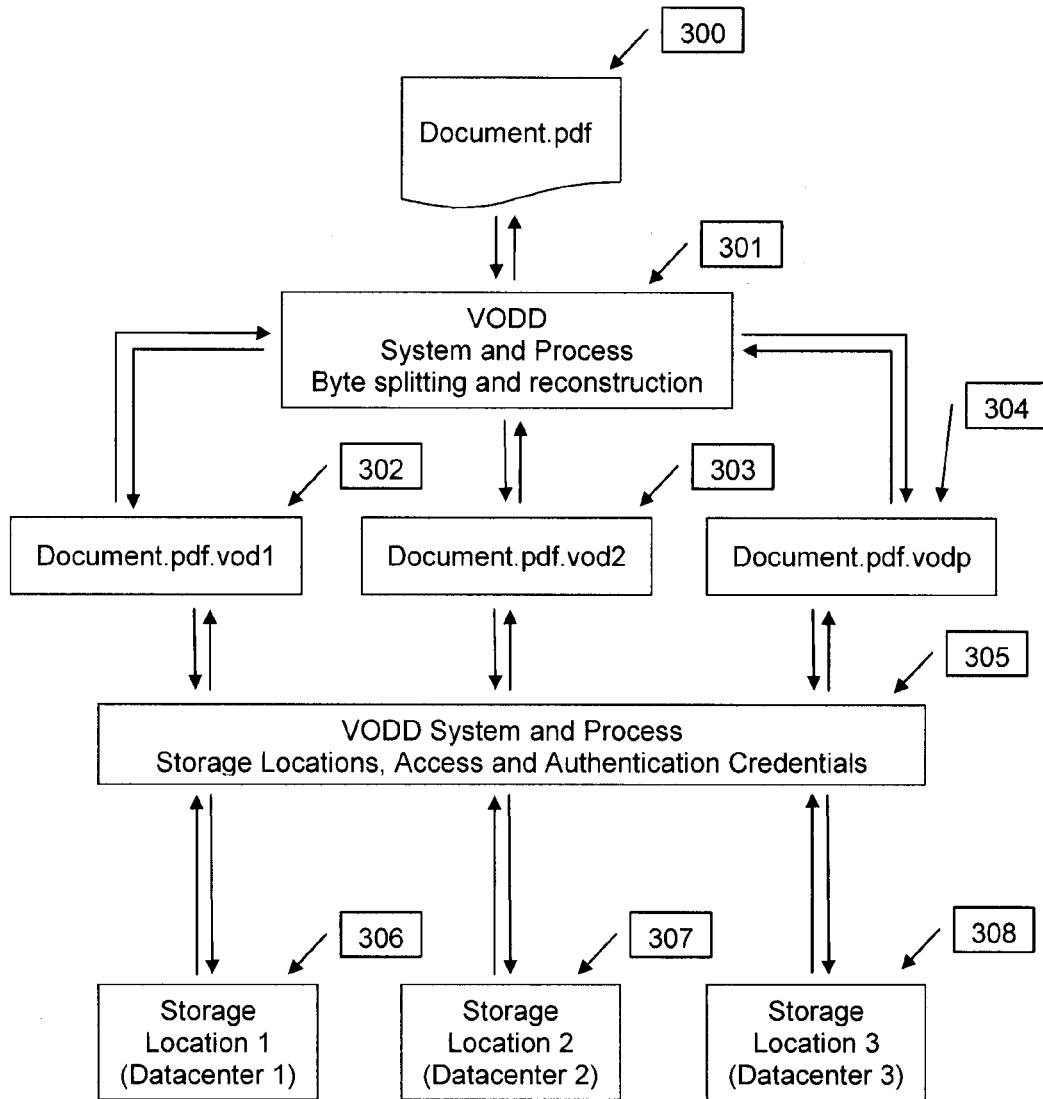 300
Document.pdf
301
VODD
System and Process
Byte splitting and reconstruction
304
302
303
Document.pdf.vod1
Document.pdf.vod2
Document.pdf.vodp
305
VODD System and Process
Storage Locations, Access and Authentication Credentials
306
307
308
Storage
Location 1
(Datacenter 1)
Storage
Location 2
(Datacenter 2)
Storage
Location 3
(Datacenter 3)